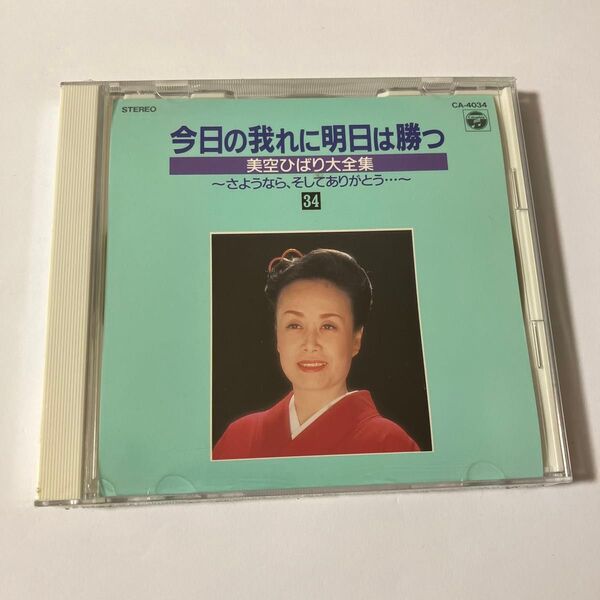 STEREO
CA-4034
今日の我れに明日は勝つ
美空ひばり大全集
〜さようなら、そしてありがとう…〜
34